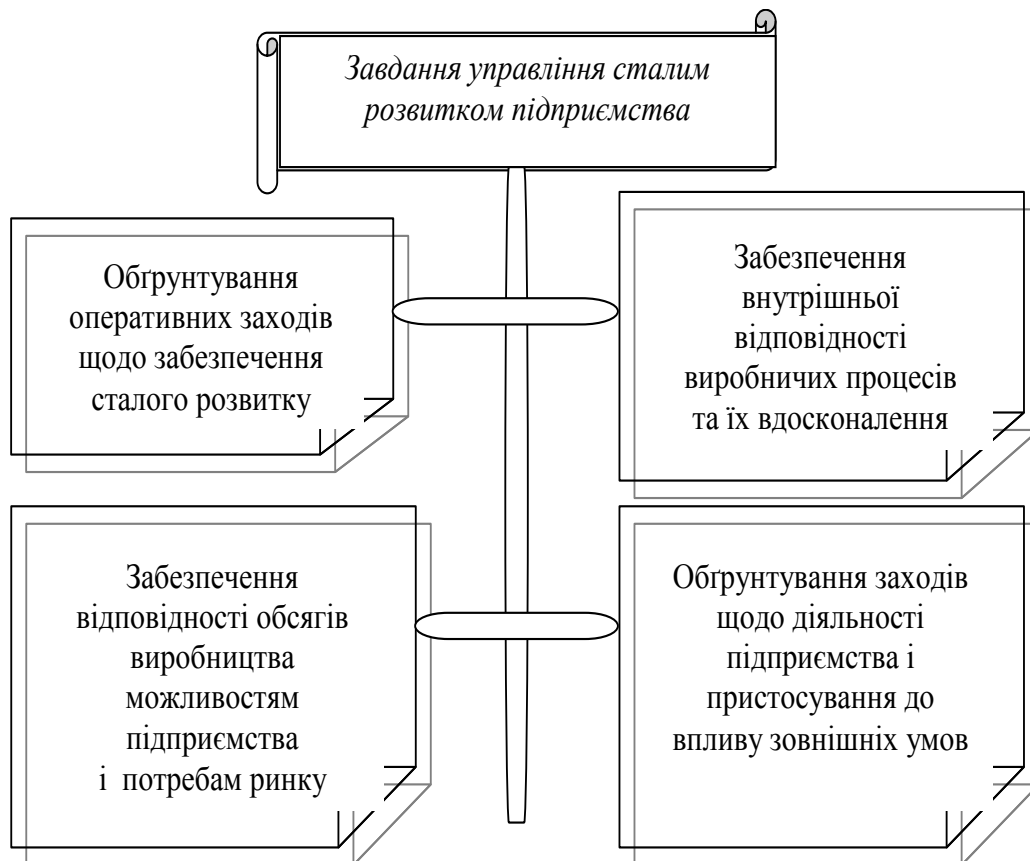 Завдання управління сталим
розвитком підприємства
Обґрунтування
оперативних заходів
щодо забезпечення
сталого розвитку
Забезпечення
внутрішньої
відповідності
виробничих процесів
та їх вдосконалення
Забезпечення
відповідності обсягів
виробництва
можливостям
підприємства
і потребам ринку
Обґрунтування заходів
щодо діяльності
підприємства і
пристосування до
впливу зовнішніх умов